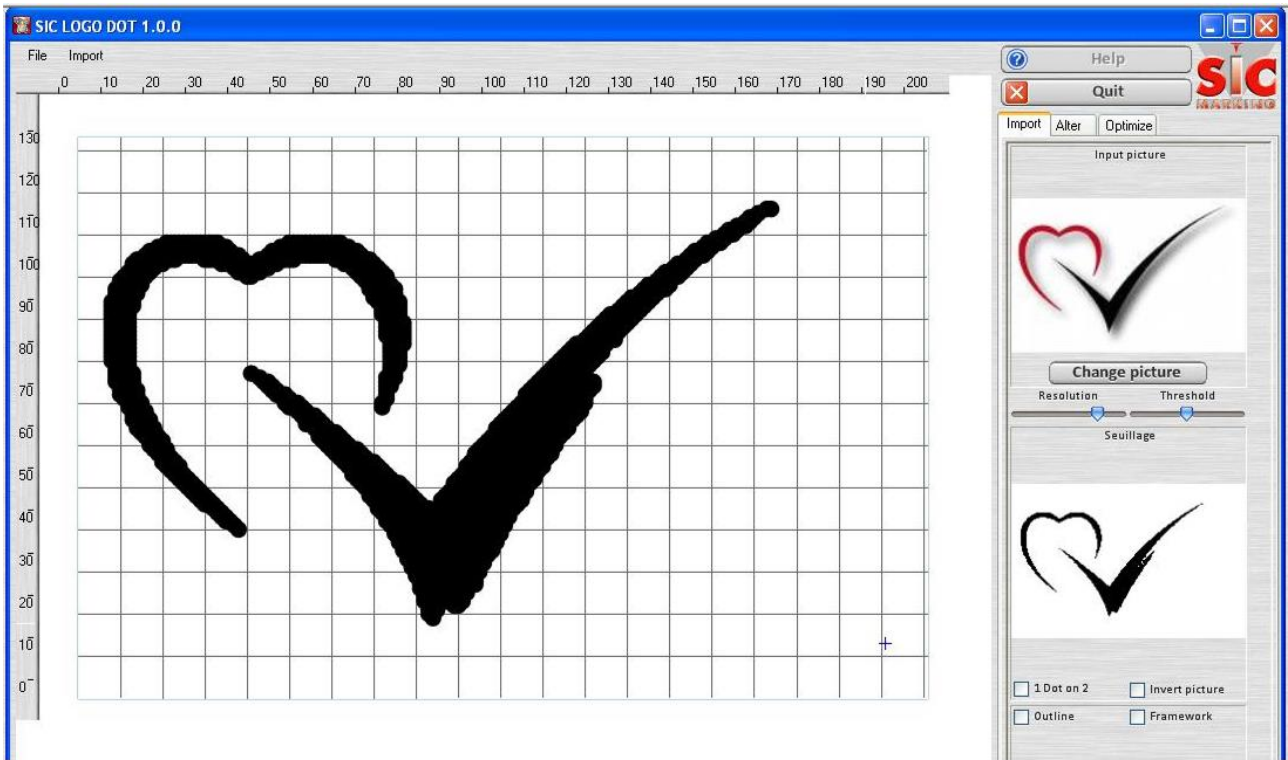 SIC LOGO DOT 1.0.0
File Import
Help
Quit
SIC
MARKING
0 10 20 30 40 50 60 70 80 90 100 110 120 130 140 150 160 170 180 190 200
Import Alter Optimize
Input picture
130
120
110
100
90
80
70
60
50
40
30
20
10
0
Change picture
Resolution Threshold
Seuillage
1 Dot on 2 Invert picture
Outline Framework